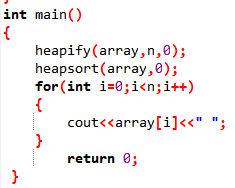 int main()
{
heapify(array,n,0);
heapsort(array,0);
for(int i=0;i<n;i++)
{
cout<<array[i]<<" ";
}
return 0;
}